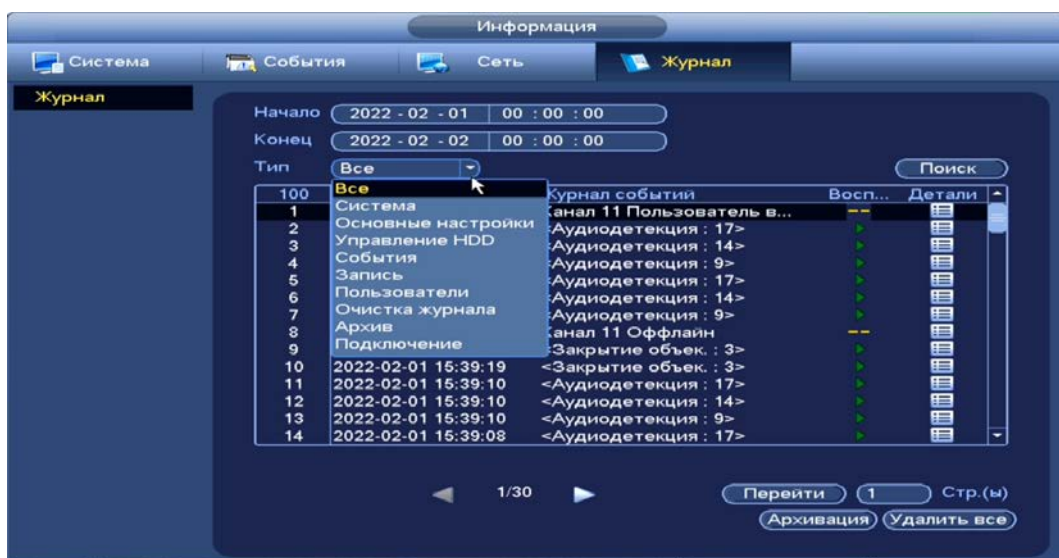 Информация
Система События Сеть Журнал
Журнал
Начало 2022 - 02 - 01 00 : 00 : 00
Конец 2022 - 02 - 02 00 : 00 : 00
Тип Все Поиск
100 Журнал событий Восп... Детали
Все
Система
Основные настройки
Управление HDD
События
Запись
Пользователи
Очистка журнала
Архив
Подключение
1 Канал 11 Пользователь в... --
2 <Аудиодетекция : 17>
3 <Аудиодетекция : 14>
4 <Аудиодетекция : 9>
5 <Аудиодетекция : 17>
6 <Аудиодетекция : 14>
7 <Аудиодетекция : 9>
8 Канал 11 Оффлайн --
9 <Закрытие объек. : 3>
10 2022-02-01 15:39:19 <Закрытие объек. : 3>
11 2022-02-01 15:39:10 <Аудиодетекция : 17>
12 2022-02-01 15:39:10 <Аудиодетекция : 14>
13 2022-02-01 15:39:10 <Аудиодетекция : 9>
14 2022-02-01 15:39:08 <Аудиодетекция : 17>
1/30 Перейти 1 Стр.(ы)
Архивация Удалить все